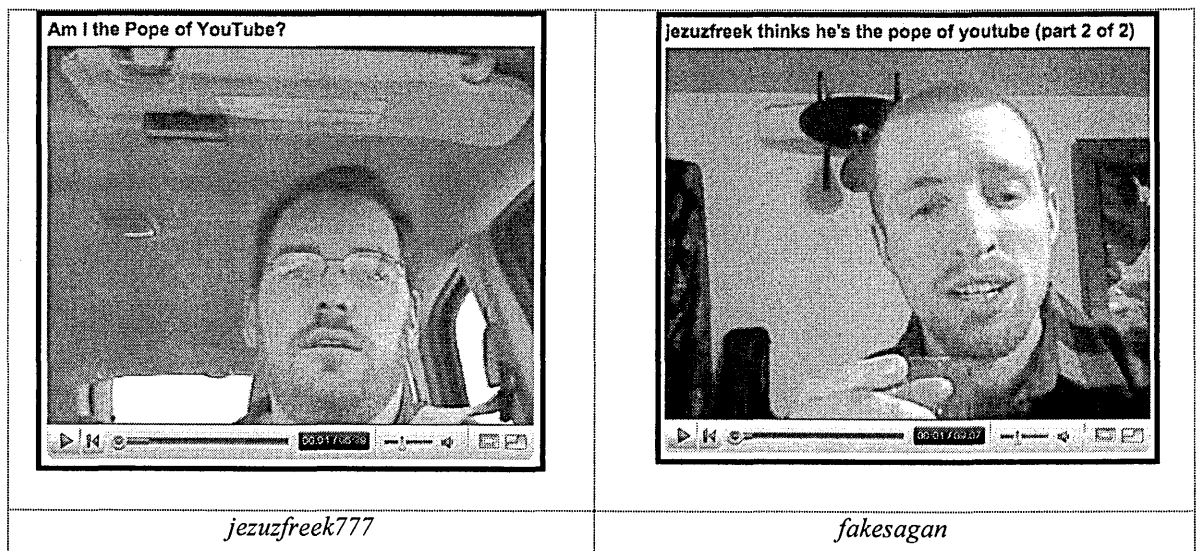 Am I the Pope of YouTube?
jezuzfreek thinks he's the pope of youtube (part 2 of 2)
jezuzfreek777
fakesagan